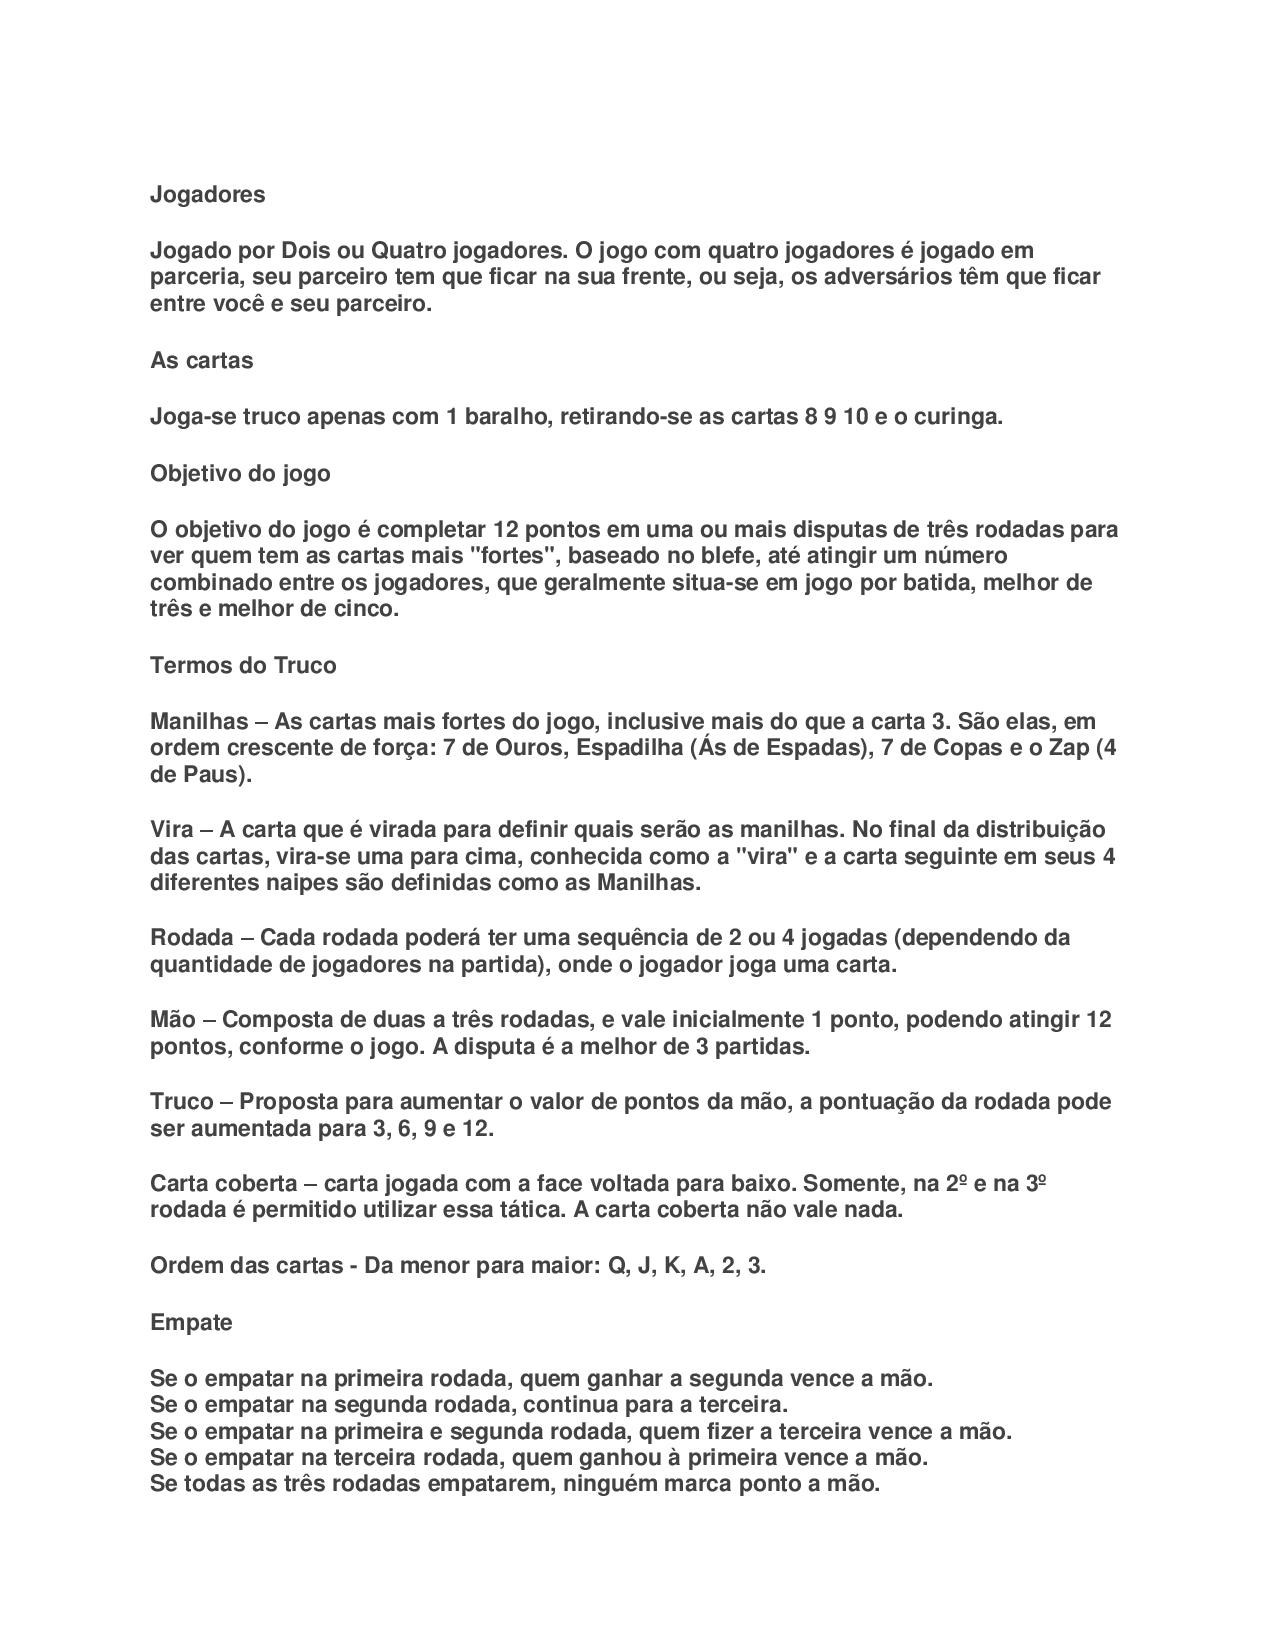 Jogadores
Jogado por Dois ou Quatro jogadores. O jogo com quatro jogadores é jogado em
parceria, seu parceiro tem que ficar na sua frente, ou seja, os adversários têm que ficar
entre você e seu parceiro.
As cartas
Joga-se truco apenas com 1 baralho, retirando-se as cartas 8 9 10 e o curinga.
Objetivo do jogo
O objetivo do jogo é completar 12 pontos em uma ou mais disputas de três rodadas para
ver quem tem as cartas mais "fortes", baseado no blefe, até atingir um número
combinado entre os jogadores, que geralmente situa-se em jogo por batida, melhor de
três e melhor de cinco.
Termos do Truco
Manilhas – As cartas mais fortes do jogo, inclusive mais do que a carta 3. São elas, em
ordem crescente de força: 7 de Ouros, Espadilha (Ás de Espadas), 7 de Copas e o Zap (4
de Paus).
Vira – A carta que é virada para definir quais serão as manilhas. No final da distribuição
das cartas, vira-se uma para cima, conhecida como a "vira" e a carta seguinte em seus 4
diferentes naipes são definidas como as Manilhas.
Rodada – Cada rodada poderá ter uma sequência de 2 ou 4 jogadas (dependendo da
quantidade de jogadores na partida), onde o jogador joga uma carta.
Mão – Composta de duas a três rodadas, e vale inicialmente 1 ponto, podendo atingir 12
pontos, conforme o jogo. A disputa é a melhor de 3 partidas.
Truco – Proposta para aumentar o valor de pontos da mão, a pontuação da rodada pode
ser aumentada para 3, 6, 9 e 12.
Carta coberta – carta jogada com a face voltada para baixo. Somente, na 2º e na 3º
rodada é permitido utilizar essa tática. A carta coberta não vale nada.
Ordem das cartas - Da menor para maior: Q, J, K, A, 2, 3.
Empate
Se o empatar na primeira rodada, quem ganhar a segunda vence a mão.
Se o empatar na segunda rodada, continua para a terceira.
Se o empatar na primeira e segunda rodada, quem fizer a terceira vence a mão.
Se o empatar na terceira rodada, quem ganhou à primeira vence a mão.
Se todas as três rodadas empatarem, ninguém marca ponto a mão.